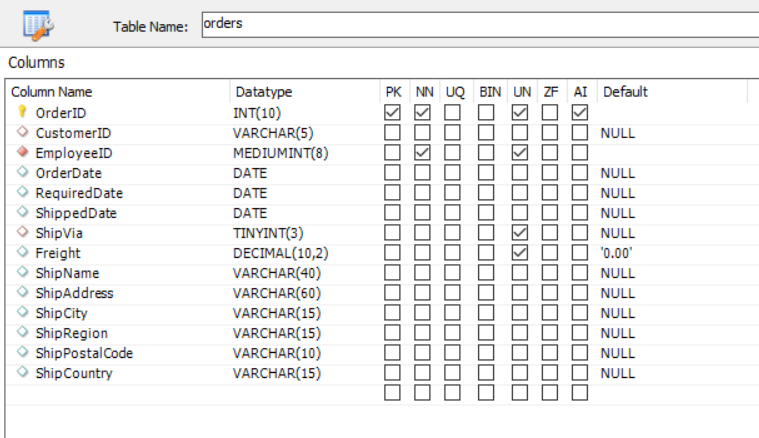 Table Name: orders
Columns
Column Name Datatype PK NN UQ BIN UN ZF AI Default
OrderID INT(10)
CustomerID VARCHAR(5) NULL
EmployeeID MEDIUMINT(8)
OrderDate DATE NULL
RequiredDate DATE NULL
ShippedDate DATE NULL
ShipVia TINYINT(3) NULL
Freight DECIMAL(10,2) '0.00'
ShipName VARCHAR(40) NULL
ShipAddress VARCHAR(60) NULL
ShipCity VARCHAR(15) NULL
ShipRegion VARCHAR(15) NULL
ShipPostalCode VARCHAR(10) NULL
ShipCountry VARCHAR(15) NULL